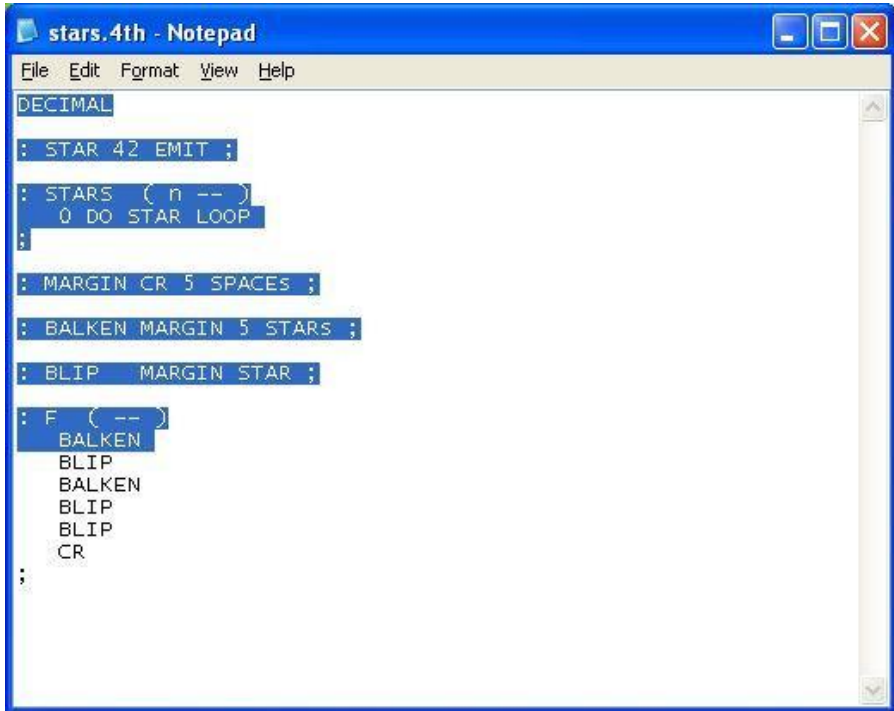 stars.4th - Notepad
File Edit Format View Help
DECIMAL
: STAR 42 EMIT ;
: STARS ( n -- )
0 DO STAR LOOP
;
: MARGIN CR 5 SPACEs ;
: BALKEN MARGIN 5 STARs ;
: BLIP MARGIN STAR ;
: F ( -- )
BALKEN
BLIP
BALKEN
BLIP
BLIP
CR
;